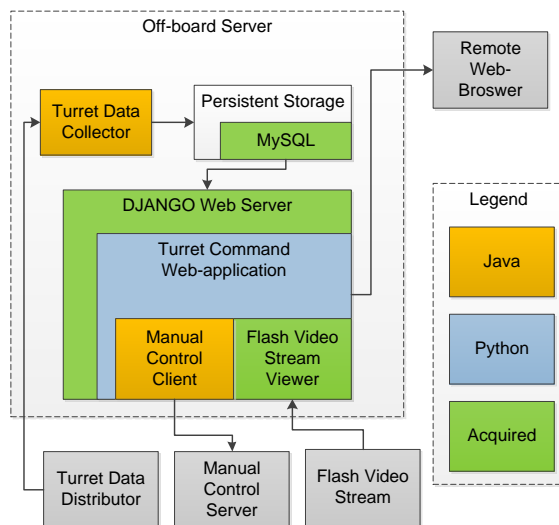 Off-board Server
Remote
Web-
Broswer
Turret Data
Collector
Persistent Storage
MySQL
DJANGO Web Server
Turret Command
Web-application
Manual
Control
Client
Flash Video
Stream
Viewer
Legend
Java
Python
Acquired
Turret Data
Distributor
Manual
Control
Server
Flash Video
Stream